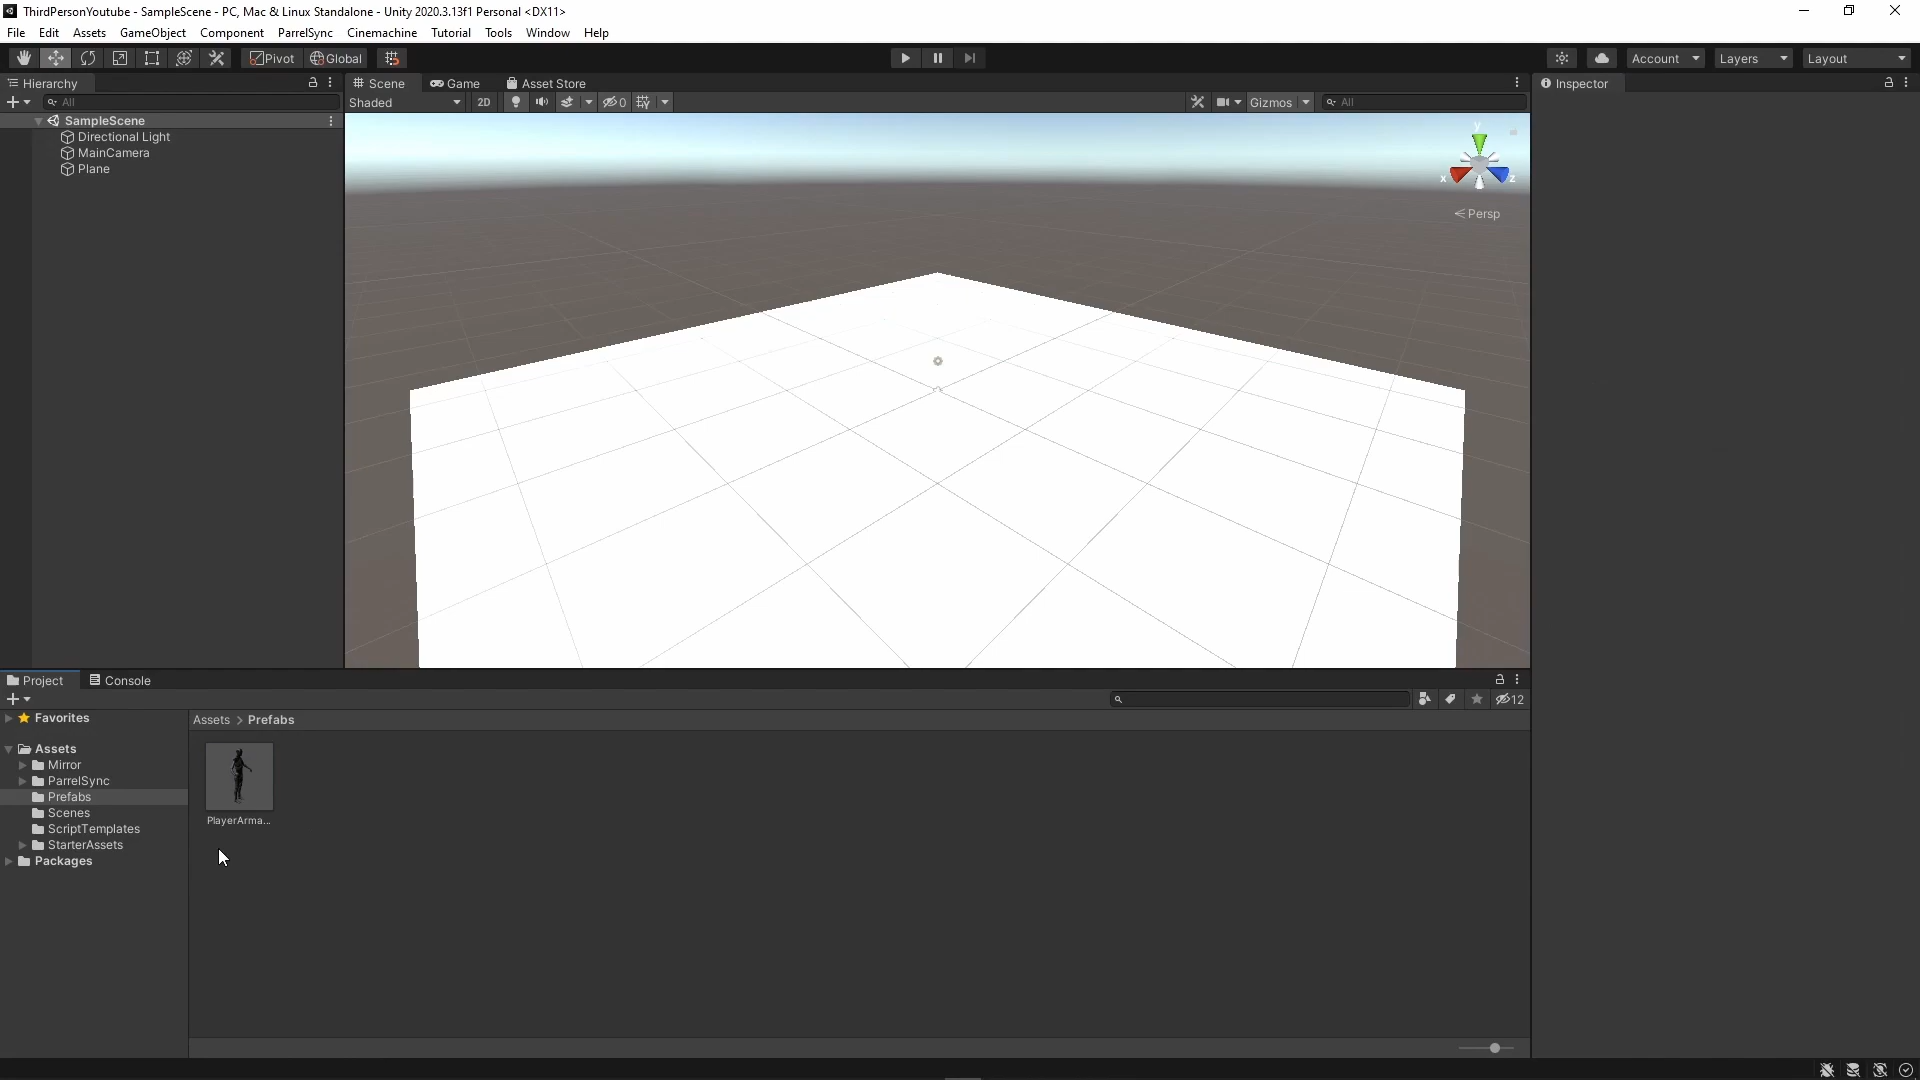 ThirdPersonYoutube - SampleScene - PC, Mac & Linux Standalone - Unity 2020.3.13f1 Personal <DX11>
File Edit Assets GameObject Component ParrelSync Cinemachine Tutorial Tools Window Help
Pivot Global Account Layers Layout
Hierarchy Scene Game Asset Store Inspector
All Shaded 2D 0 Gizmos All
SampleScene
Directional Light
MainCamera
Plane
y
x z
Persp
Project Console
12
Favorites
Assets > Prefabs
Assets
Mirror
ParrelSync
Prefabs
Scenes
ScriptTemplates
StarterAssets
Packages
PlayerArma...